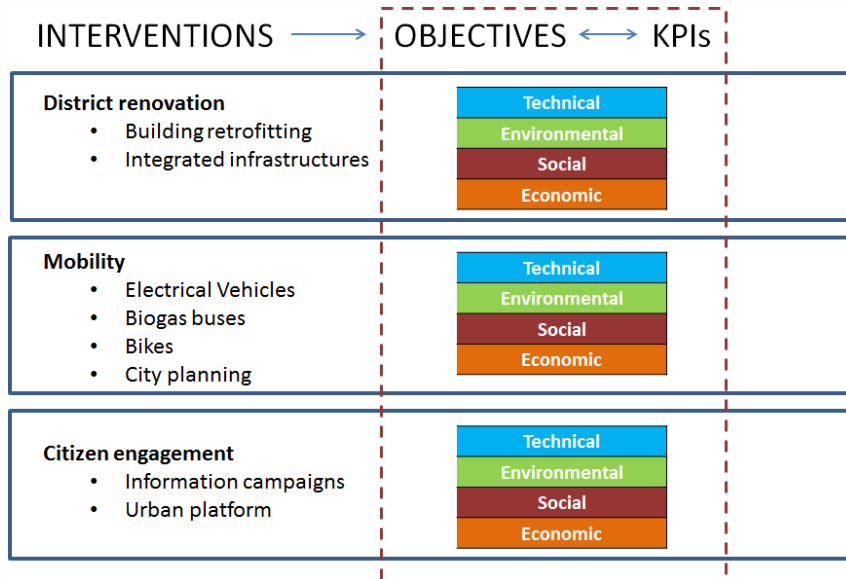 INTERVENTIONS OBJECTIVES KPIs
District renovation
• Building retrofitting
• Integrated infrastructures
Technical
Environmental
Social
Economic
Mobility
• Electrical Vehicles
• Biogas buses
• Bikes
• City planning
Technical
Environmental
Social
Economic
Citizen engagement
• Information campaigns
• Urban platform
Technical
Environmental
Social
Economic